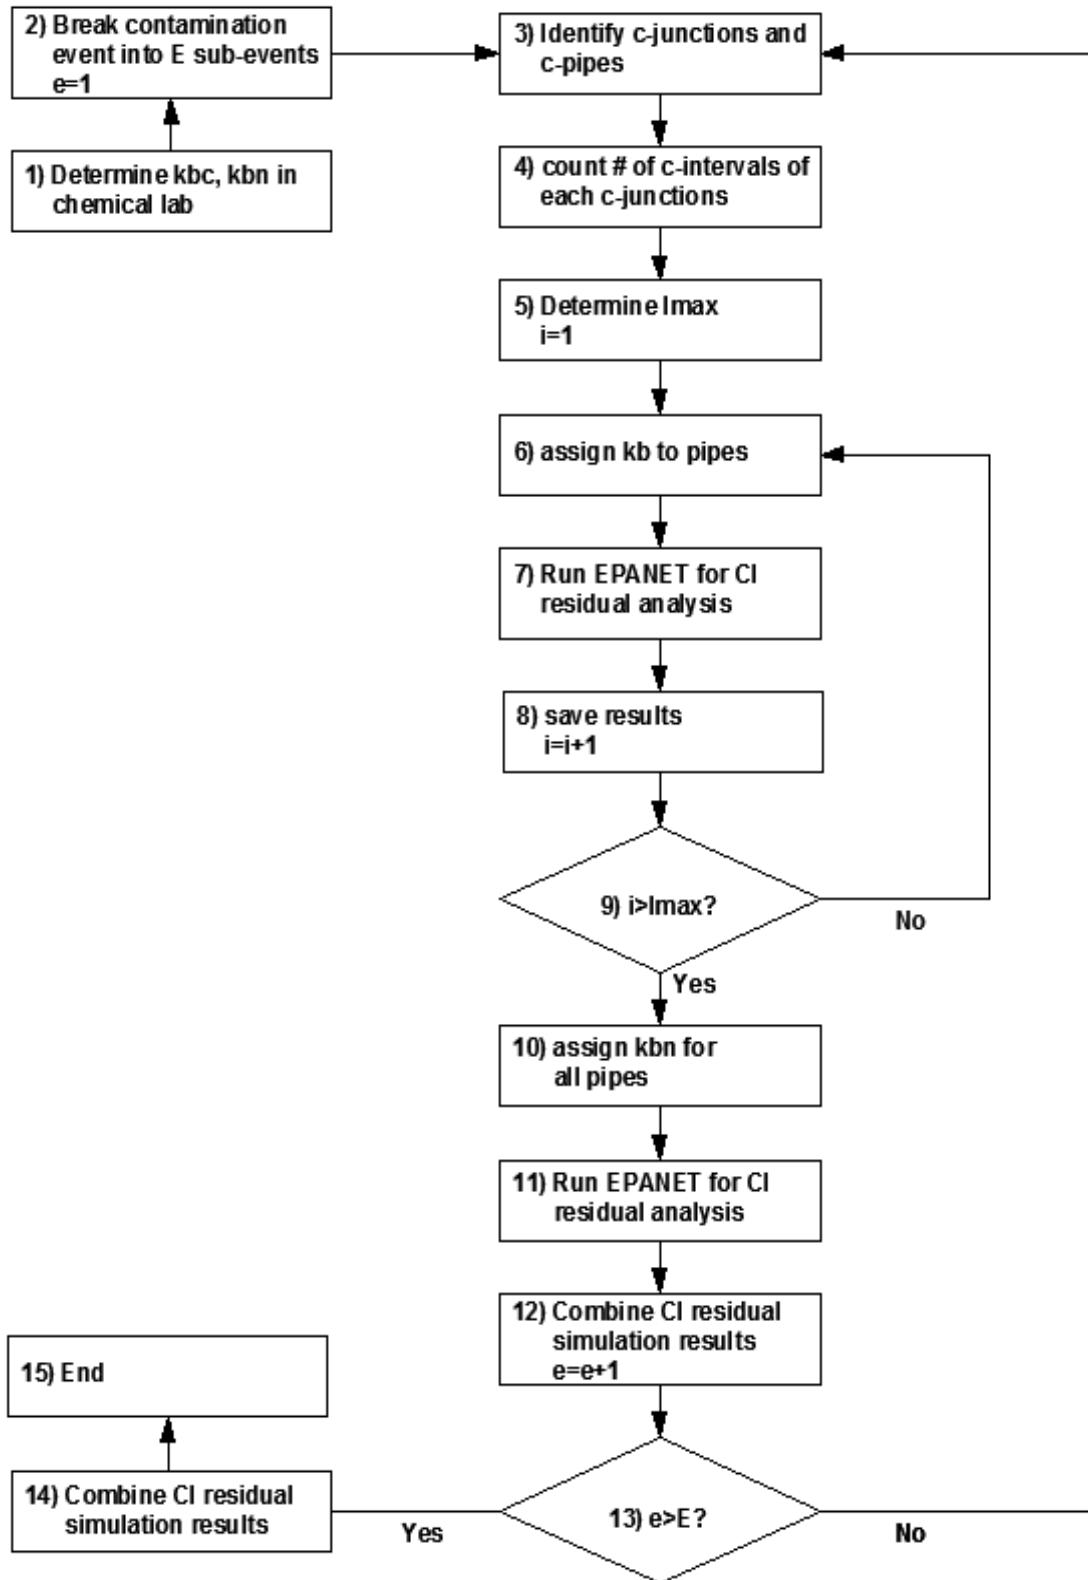 2) Break contamination
event into E sub-events
e=1
3) Identify c-junctions and
c-pipes
1) Determine kbc, kbn in
chemical lab
4) count # of c-intervals of
each c-junctions
5) Determine Imax
i=1
6) assign kb to pipes
7) Run EPANET for Cl
residual analysis
8) save results
i=i+1
9) i>Imax?
No
Yes
10) assign kbn for
all pipes
11) Run EPANET for Cl
residual analysis
12) Combine Cl residual
simulation results
e=e+1
15) End
14) Combine Cl residual
simulation results
Yes
13) e>E?
No